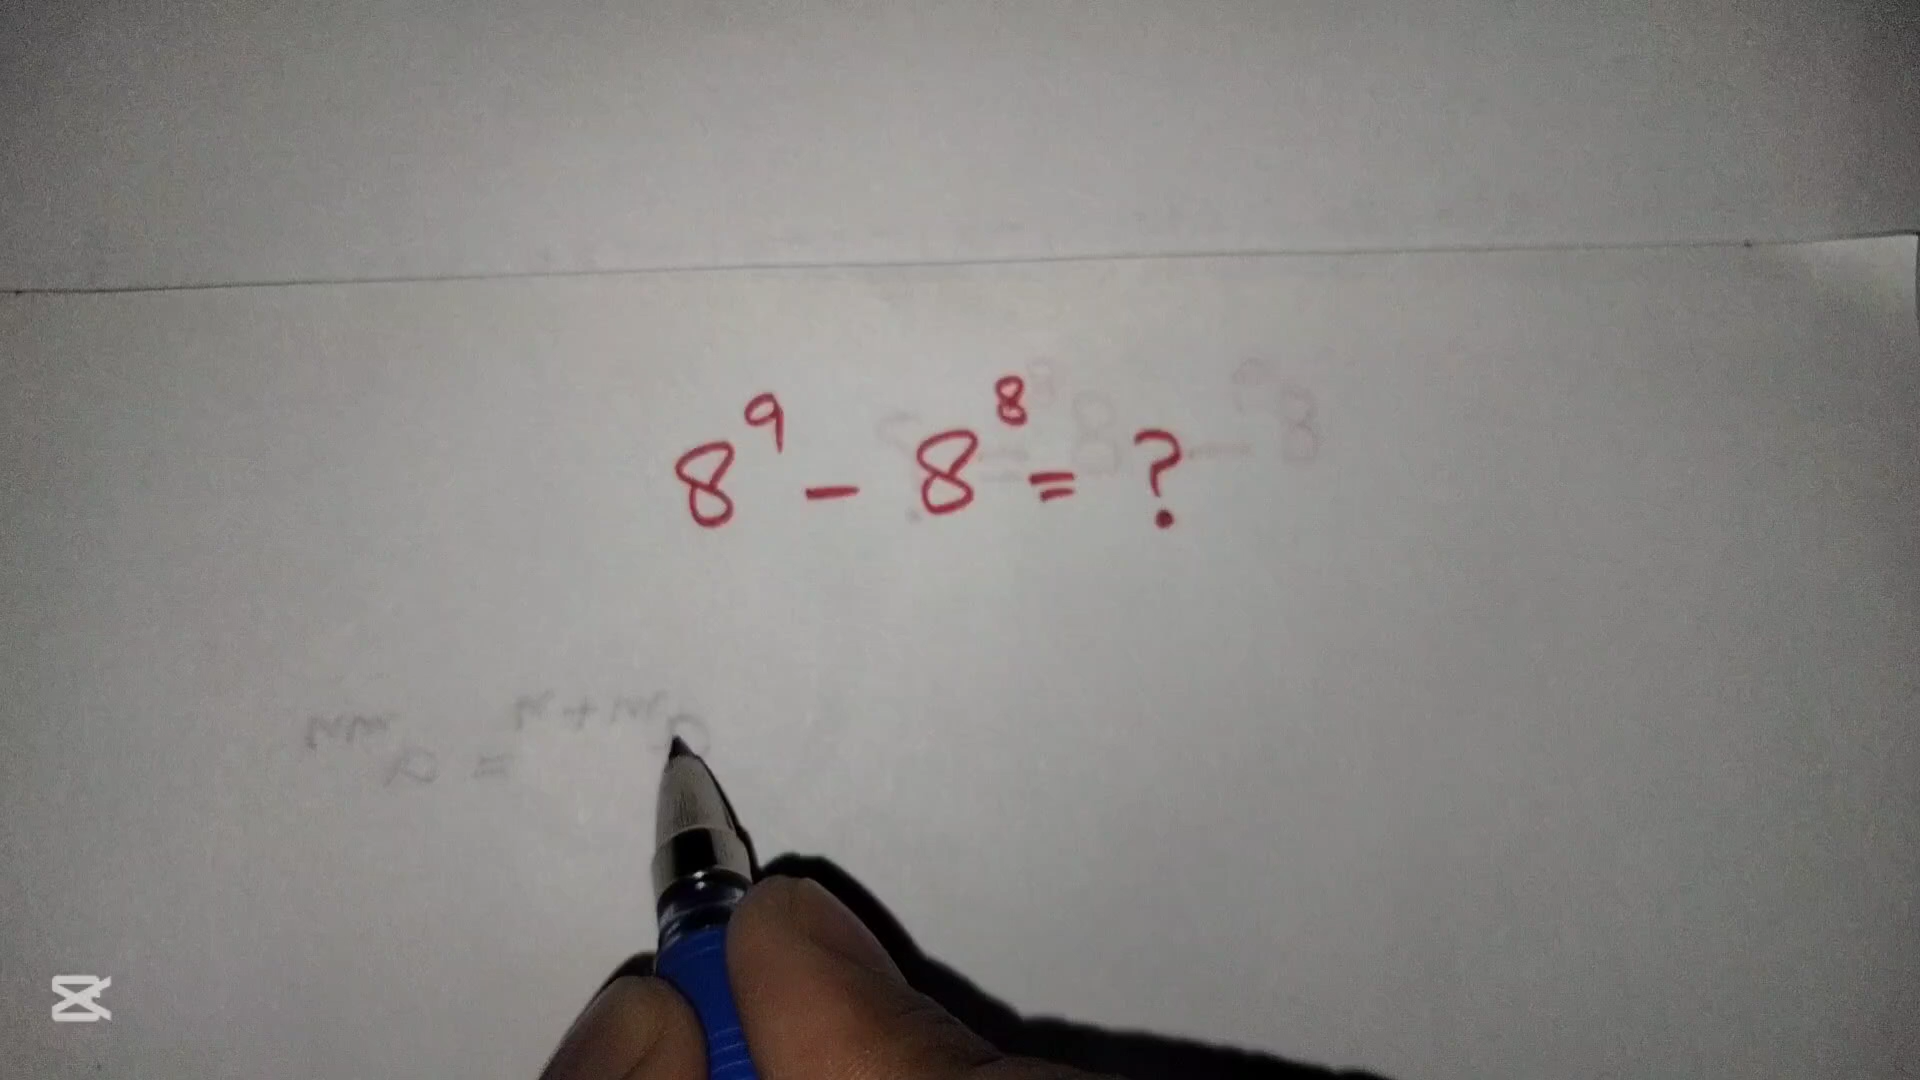 8⁹ - 8⁸ = ?